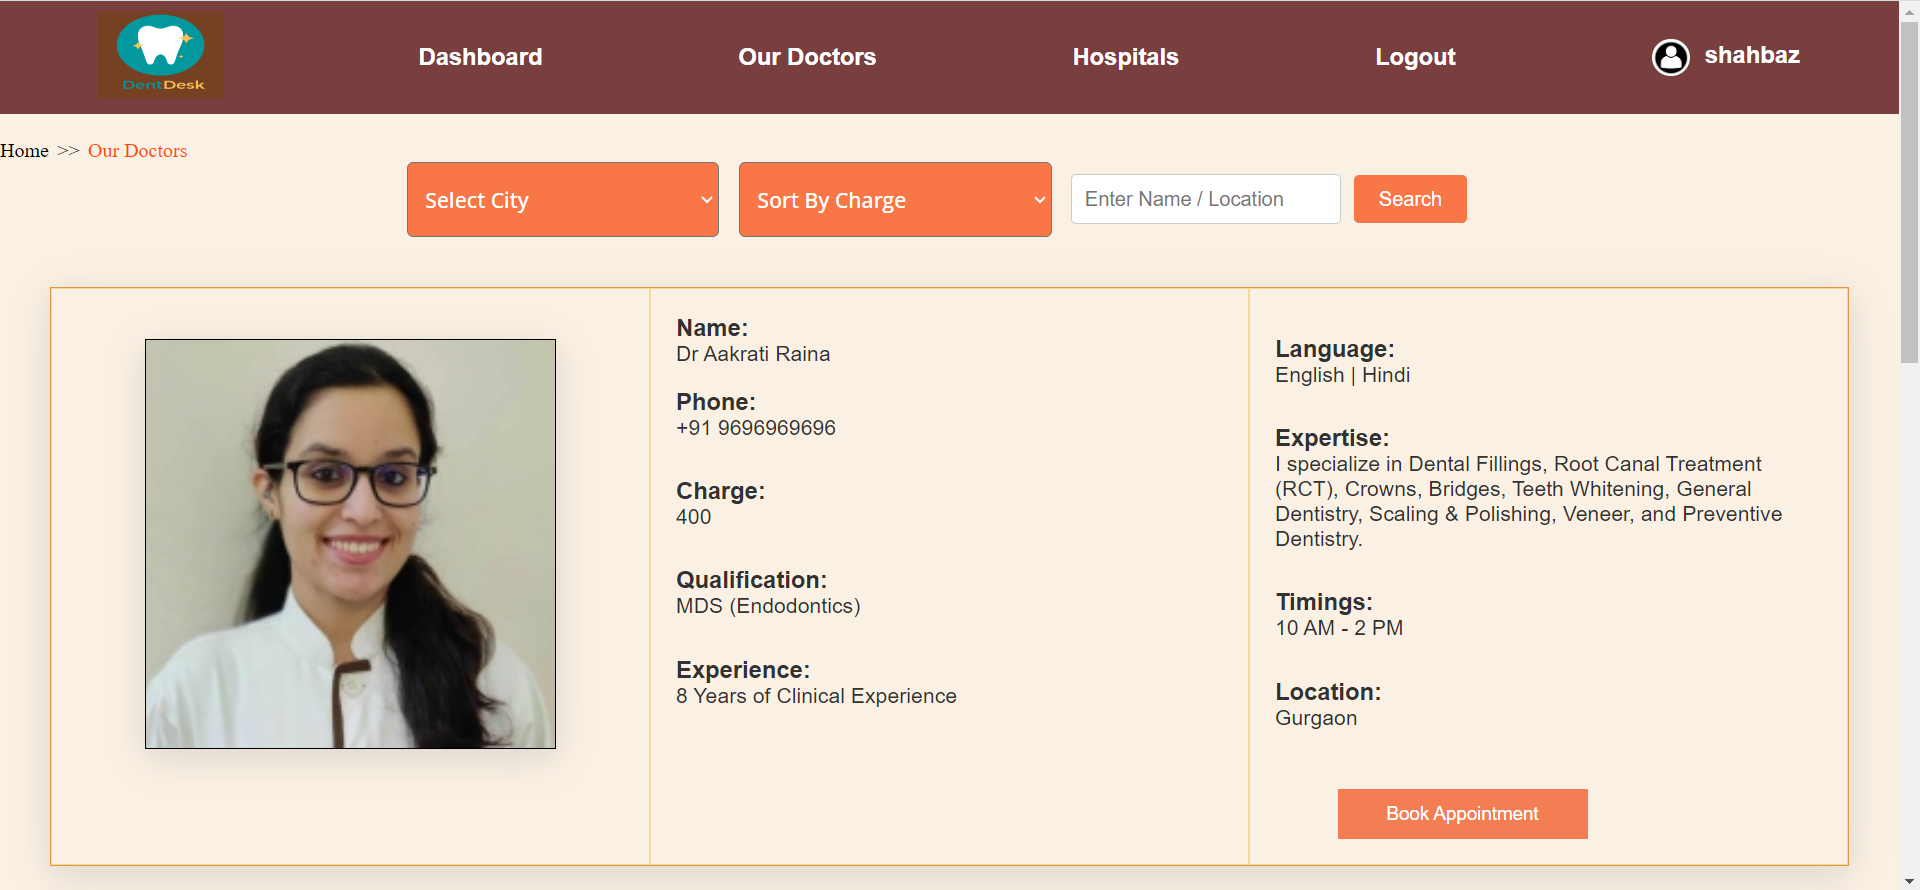 DentDesk
Dashboard
Our Doctors
Hospitals
Logout
shahbaz
Home >> Our Doctors
Select City
Sort By Charge
Enter Name / Location
Search
Name:
Dr Aakrati Raina
Phone:
+91 9696969696
Charge:
400
Qualification:
MDS (Endodontics)
Experience:
8 Years of Clinical Experience
Language:
English | Hindi
Expertise:
I specialize in Dental Fillings, Root Canal Treatment
(RCT), Crowns, Bridges, Teeth Whitening, General
Dentistry, Scaling & Polishing, Veneer, and Preventive
Dentistry.
Timings:
10 AM - 2 PM
Location:
Gurgaon
Book Appointment